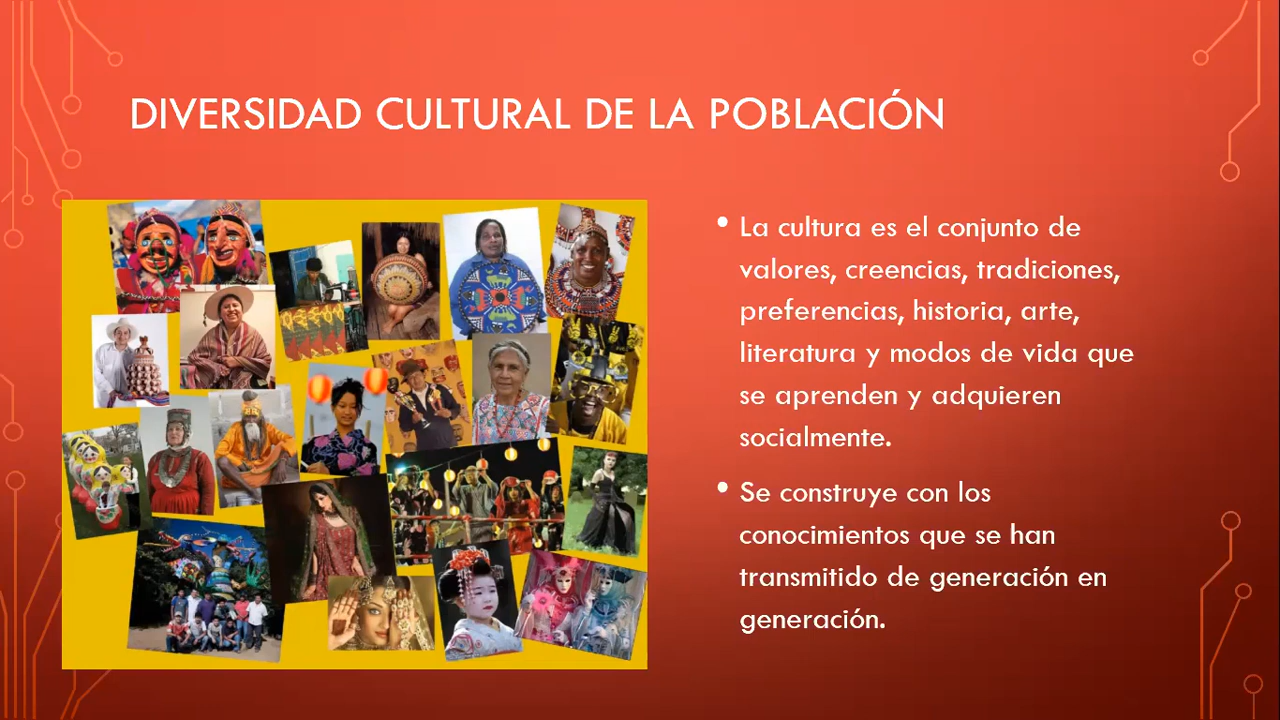 DIVERSIDAD CULTURAL DE LA POBLACIÓN
• La cultura es el conjunto de
valores, creencias, tradiciones,
preferencias, historia, arte,
literatura y modos de vida que
se aprenden y adquieren
socialmente.
• Se construye con los
conocimientos que se han
transmitido de generación en
generación.